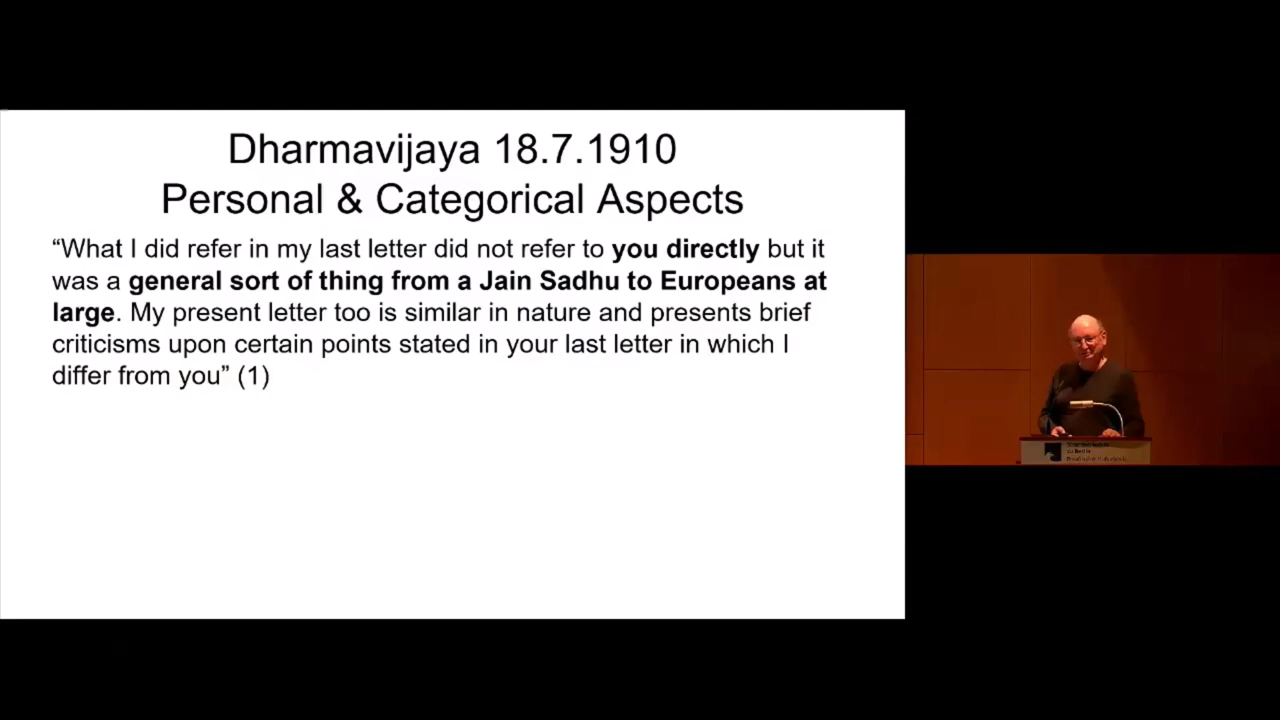 Dharmavijaya 18.7.1910
Personal & Categorical Aspects
“What I did refer in my last letter did not refer to you directly but it
was a general sort of thing from a Jain Sadhu to Europeans at
large. My present letter too is similar in nature and presents brief
criticisms upon certain points stated in your last letter in which I
differ from you” (1)